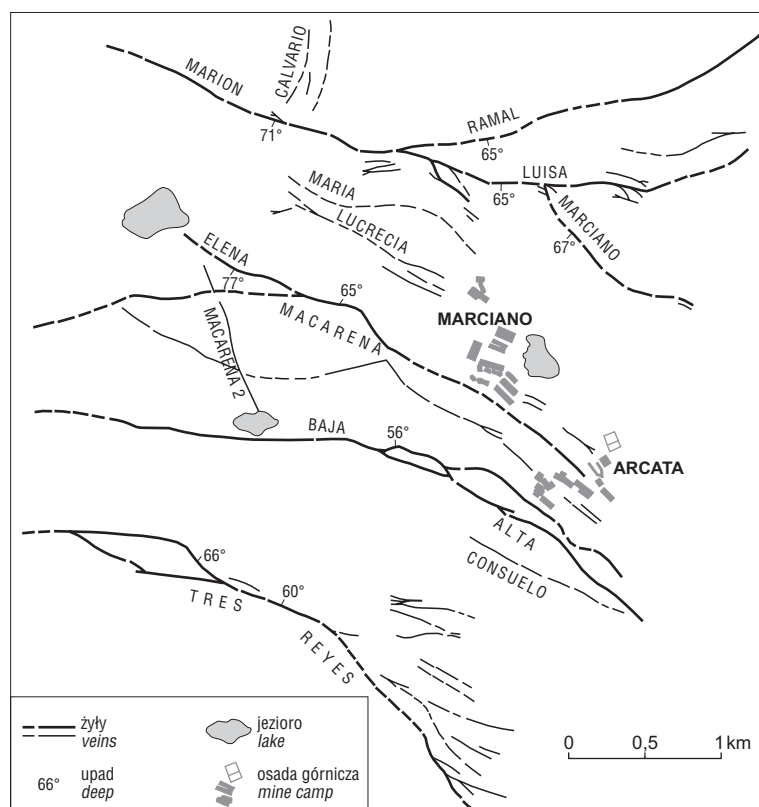 CALVARIO
MARION
71°
RAMAL
65°
LUISA
65°
MARCIANO
67°
MARIA
LUCRECIA
ELENA
77°
65°
MACARENA
MACARENA 2
MARCIANO
BAJA
56°
ARCATA
ALTA
CONSUELO
66°
TRES
60°
REYES
żyły
veins
jezioro
lake
66°
upad
deep
osada górnicza
mine camp
0 0,5 1 km